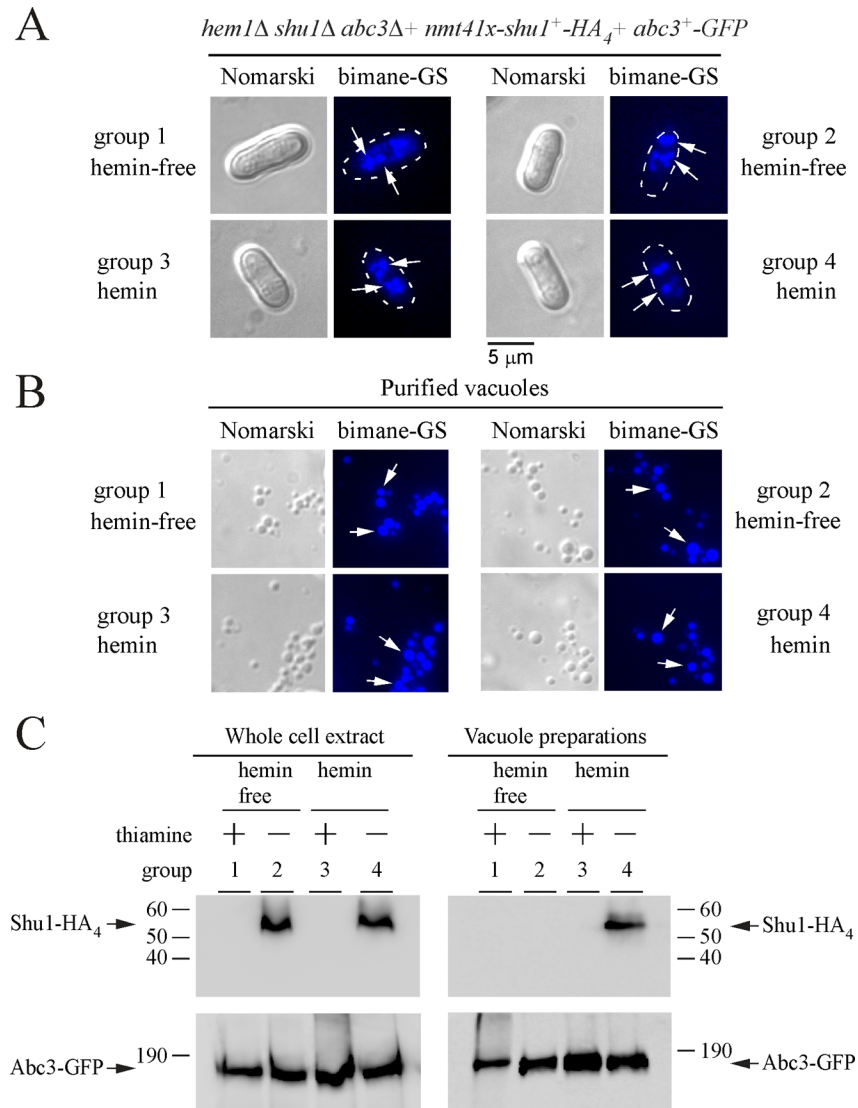 A
hem1Δ shu1Δ abc3Δ+ nmt41x-shu1⁺-HA₄+ abc3⁺-GFP
Nomarski bimane-GS Nomarski bimane-GS
group 1
hemin-free
group 2
hemin-free
group 3
hemin
group 4
hemin
5 μm
B
Purified vacuoles
Nomarski bimane-GS Nomarski bimane-GS
group 1
hemin-free
group 2
hemin-free
group 3
hemin
group 4
hemin
C
Whole cell extract Vacuole preparations
hemin free hemin hemin free hemin
thiamine + − + − + − + −
group 1 2 3 4 1 2 3 4
Shu1-HA₄
60
50
40
60
50
40
Shu1-HA₄
Abc3-GFP
190
190
Abc3-GFP